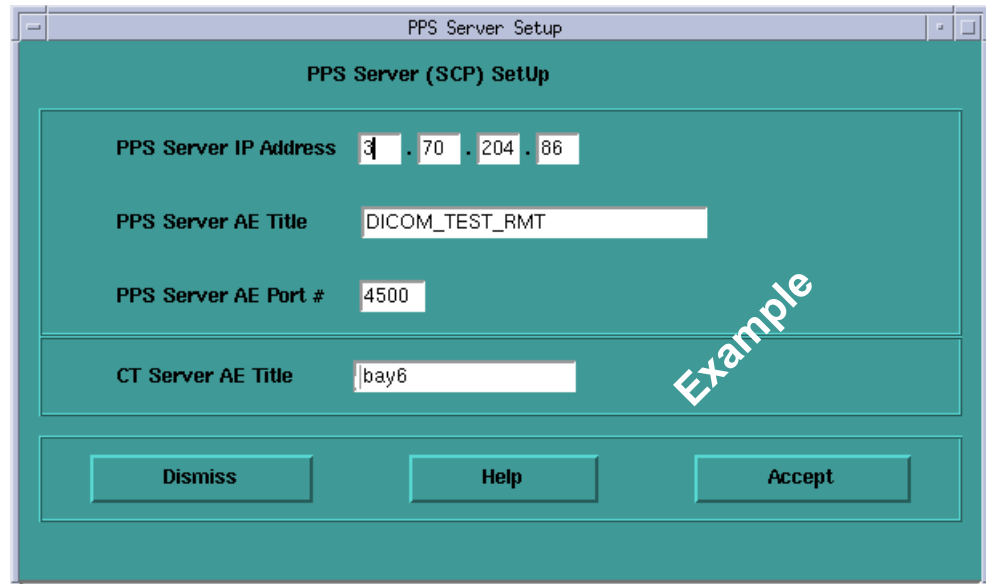 PPS Server Setup
PPS Server (SCP) SetUp
PPS Server IP Address 3 . 70 . 204 . 86
PPS Server AE Title DICOM_TEST_RMT
PPS Server AE Port # 4500
Example
CT Server AE Title bay6
Dismiss Help Accept